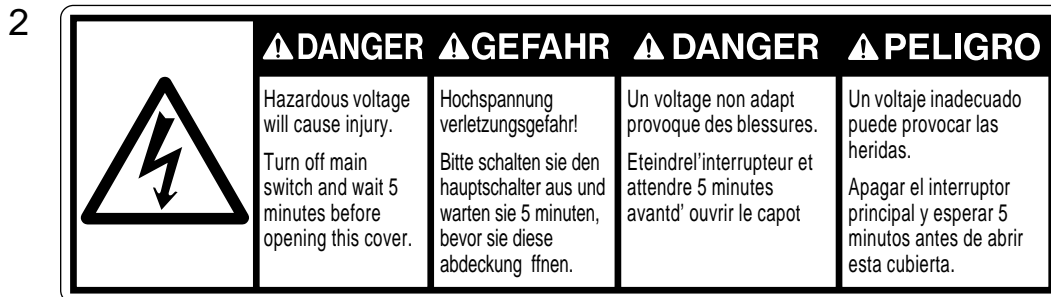 2
⚠DANGER
Hazardous voltage
will cause injury.
Turn off main
switch and wait 5
minutes before
opening this cover.
⚠GEFAHR
Hochspannung
verletzungsgefahr!
Bitte schalten sie den
hauptschalter aus und
warten sie 5 minuten,
bevor sie diese
abdeckung ffnen.
⚠ DANGER
Un voltage non adapt
provoque des blessures.
Eteindrel'interrupteur et
attendre 5 minutes
avantd' ouvrir le capot
⚠ PELIGRO
Un voltaje inadecuado
puede provocar las
heridas.
Apagar el interruptor
principal y esperar 5
minutos antes de abrir
esta cubierta.